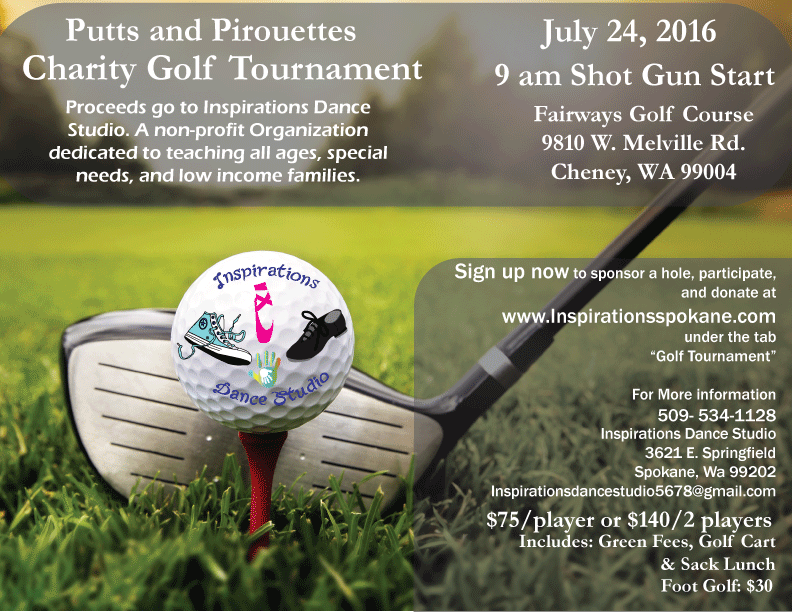 Putts and Pirouettes
Charity Golf Tournament
Proceeds go to Inspirations Dance
Studio. A non-profit Organization
dedicated to teaching all ages, special
needs, and low income families.
July 24, 2016
9 am Shot Gun Start
Fairways Golf Course
9810 W. Melville Rd.
Cheney, WA 99004
Inspirations
Dance Studio
Sign up now to sponsor a hole, participate,
and donate at
www.Inspirationsspokane.com
under the tab
“Golf Tournament”
For More information
509- 534-1128
Inspirations Dance Studio
3621 E. Springfield
Spokane, Wa 99202
Inspirationsdancestudio5678@gmail.com
$75/player or $140/2 players
Includes: Green Fees, Golf Cart
& Sack Lunch
Foot Golf: $30